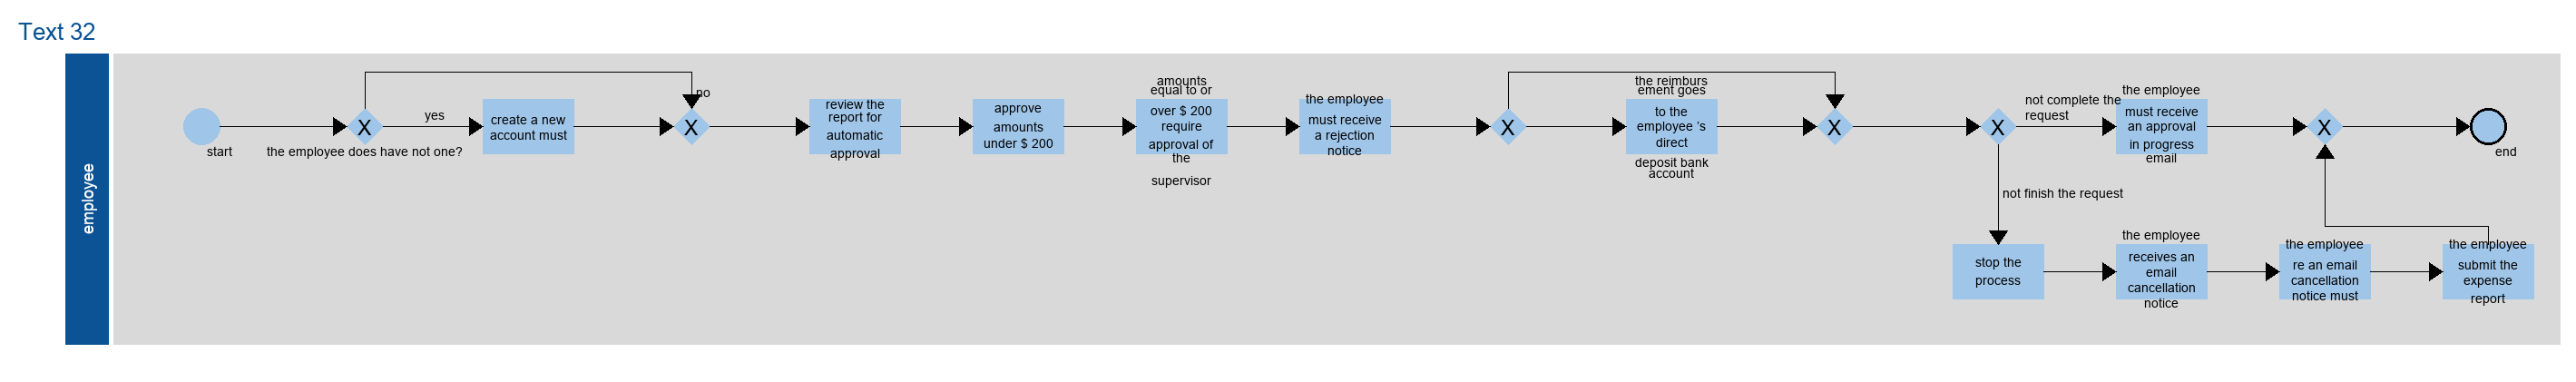 Text 32
employee
start
the employee does have not one?
yes
create a new
account must
no
review the
report for
automatic
approval
approve
amounts
under $ 200
amounts
equal to or
over $ 200
require
approval of
the
supervisor
the employee
must receive
a rejection
notice
the reimburs
ement goes
to the
employee 's
direct
deposit bank
account
not complete the
request
the employee
must receive
an approval
in progress
email
end
not finish the request
stop the
process
the employee
receives an
email
cancellation
notice
the employee
re an email
cancellation
notice must
the employee
submit the
expense
report
X
X
X
X
X
X